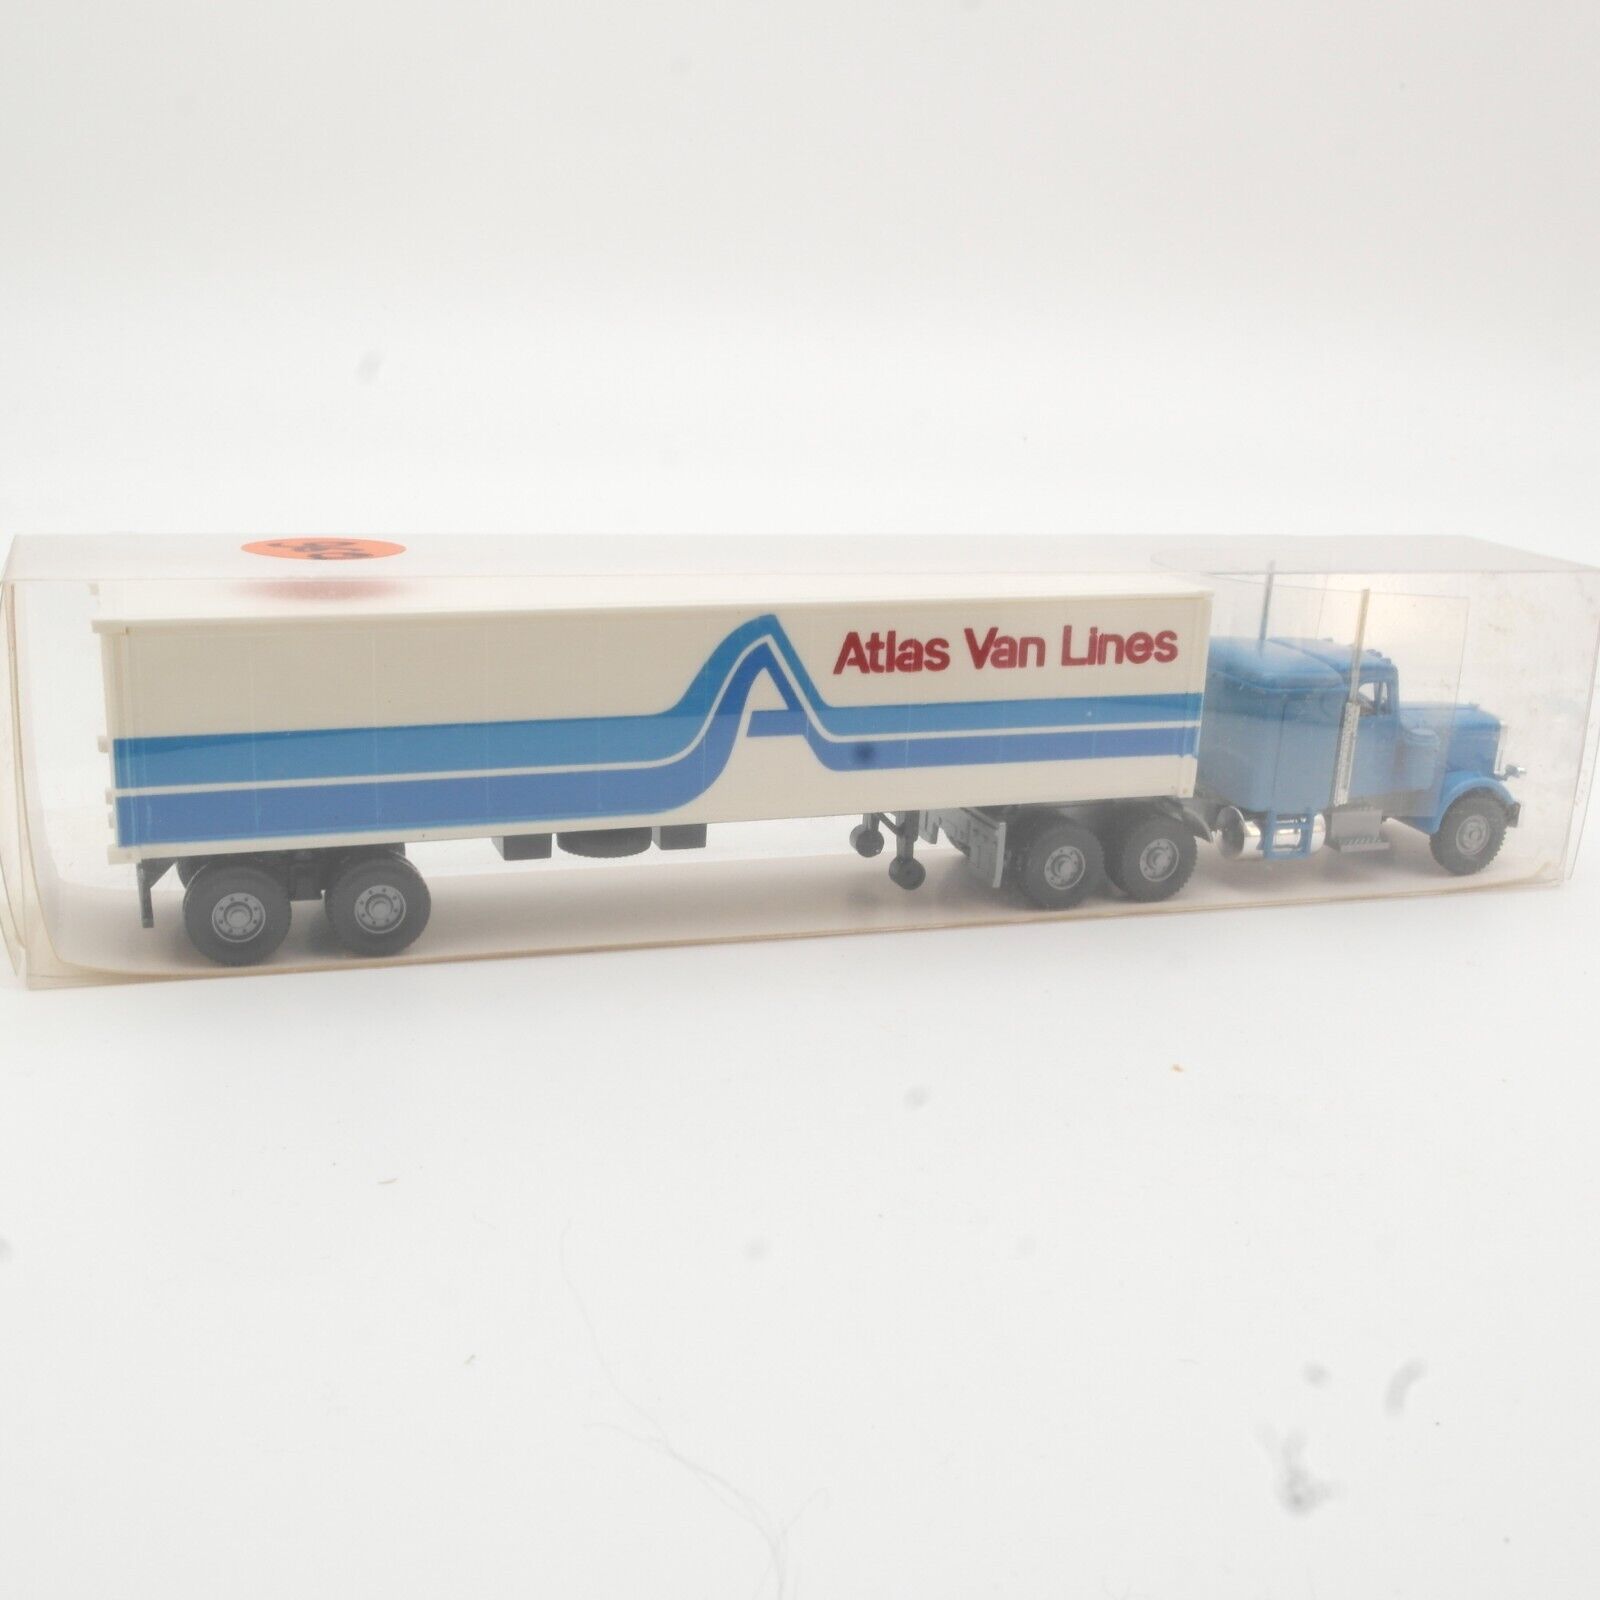 Atlas Van Lines